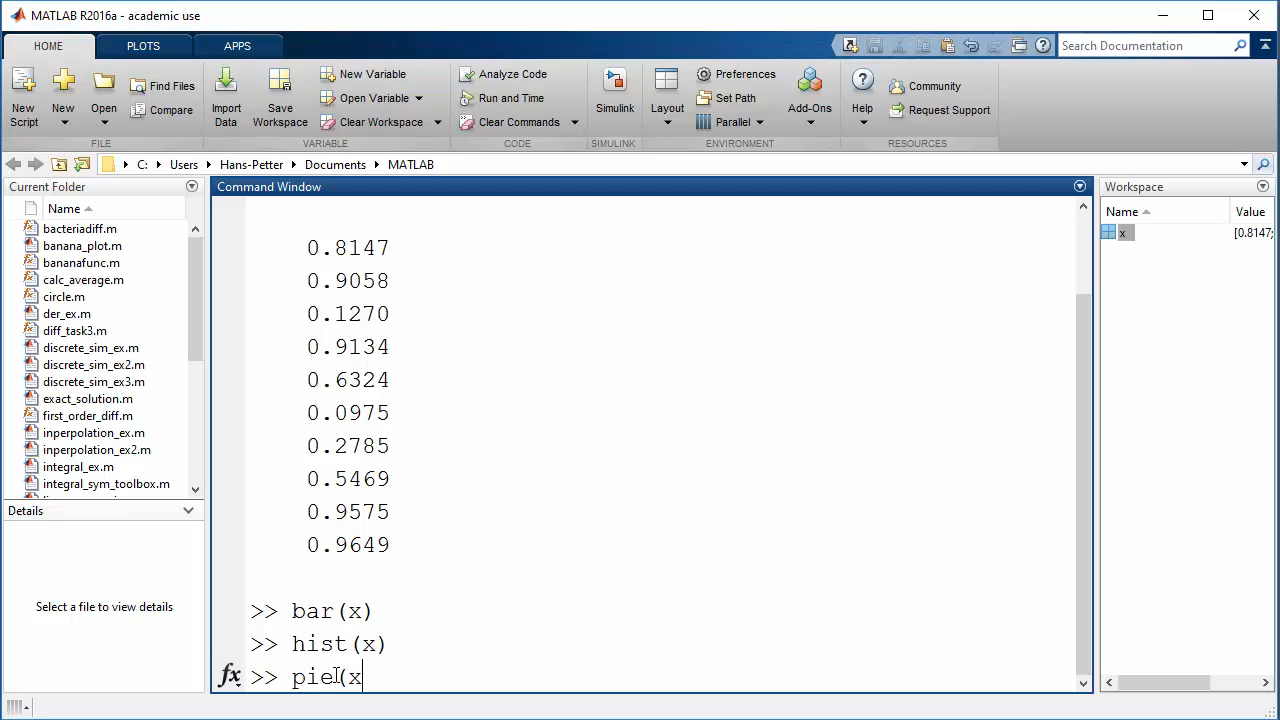 MATLAB R2016a - academic use
HOME PLOTS APPS
Search Documentation
New Script
New
Open
Find Files
Compare
FILE
Import Data
Save Workspace
New Variable
Open Variable
Clear Workspace
VARIABLE
Analyze Code
Run and Time
Clear Commands
CODE
Simulink
SIMULINK
Layout
Preferences
Set Path
Parallel
Add-Ons
ENVIRONMENT
Help
Community
Request Support
RESOURCES
C: Users Hans-Petter Documents MATLAB
Current Folder
Name
bacteriadiff.m
banana_plot.m
bananafunc.m
calc_average.m
circle.m
der_ex.m
diff_task3.m
discrete_sim_ex.m
discrete_sim_ex2.m
discrete_sim_ex3.m
exact_solution.m
first_order_diff.m
inperpolation_ex.m
inperpolation_ex2.m
integral_ex.m
integral_sym_toolbox.m
Details
Select a file to view details
Command Window
0.8147
0.9058
0.1270
0.9134
0.6324
0.0975
0.2785
0.5469
0.9575
0.9649
>> bar(x)
>> hist(x)
fx >> pie(x
Workspace
Name Value
x [0.8147;